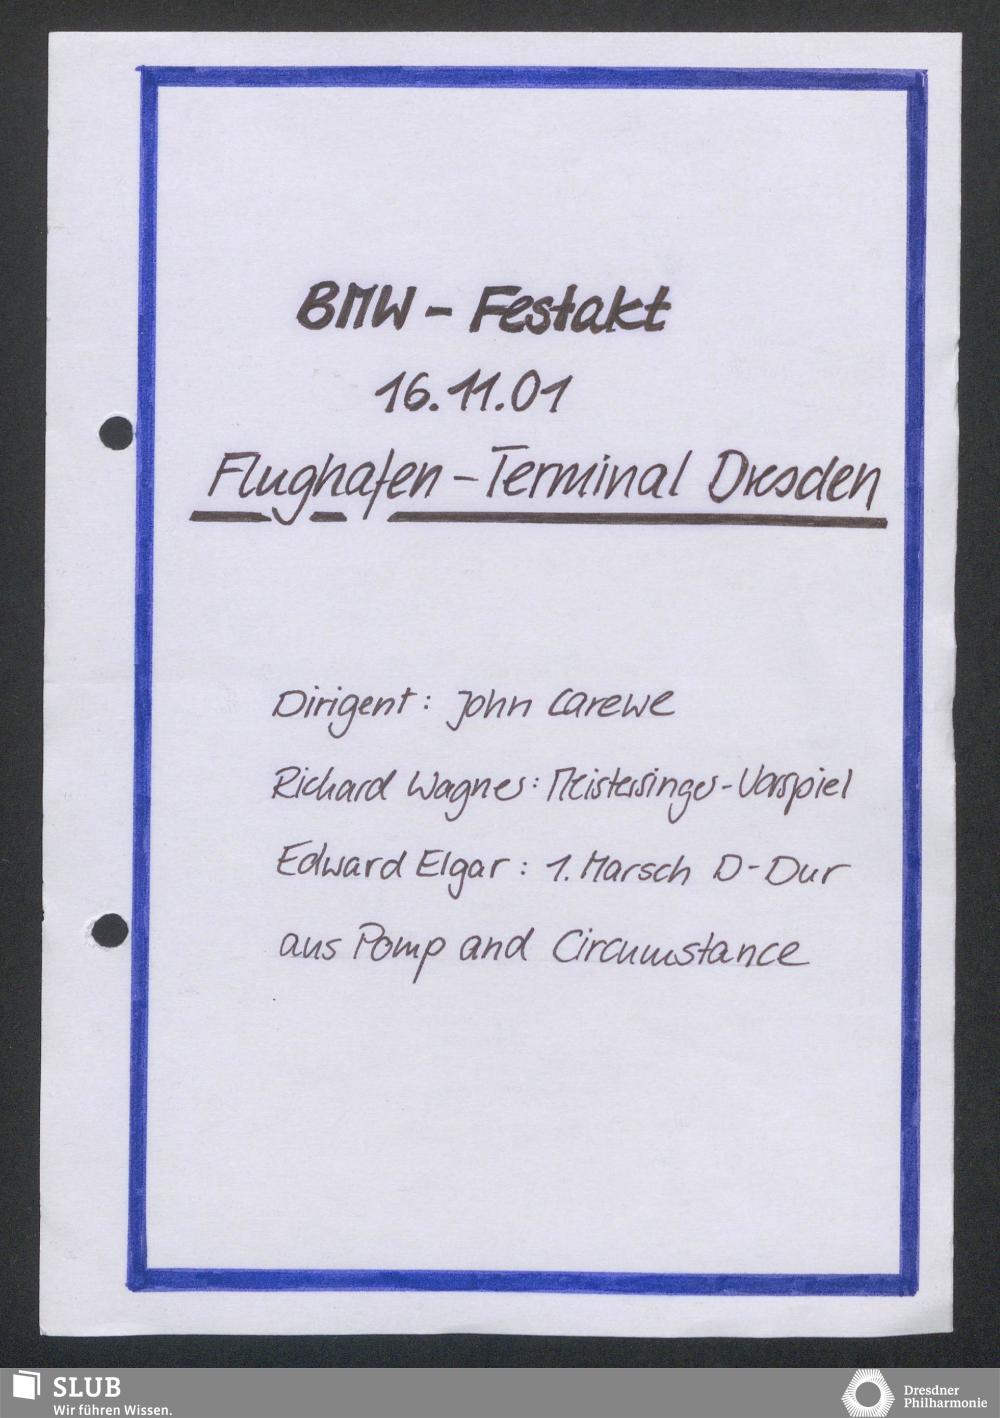 BMW - Festakt
16.11.01
Flughafen - Terminal Dresden
Dirigent: John Carewe
Richard Wagner: Meistersinger-Vorspiel
Edward Elgar: 1. Marsch D-Dur
aus Pomp and Circumstance
SLUB
Wir führen Wissen.
Dresdner
Philharmonie